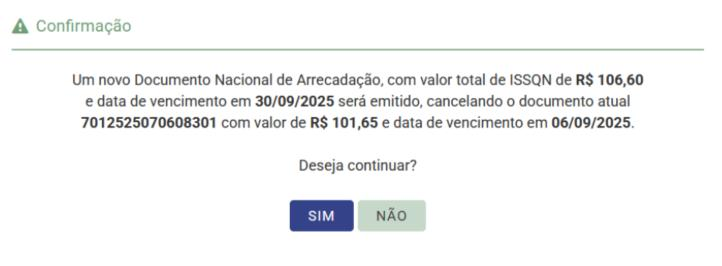 Confirmação
Um novo Documento Nacional de Arrecadação, com valor total de ISSQN de R$ 106,60
e data de vencimento em 30/09/2025 será emitido, cancelando o documento atual
7012525070608301 com valor de R$ 101,65 e data de vencimento em 06/09/2025.
Deseja continuar?
SIM NÃO